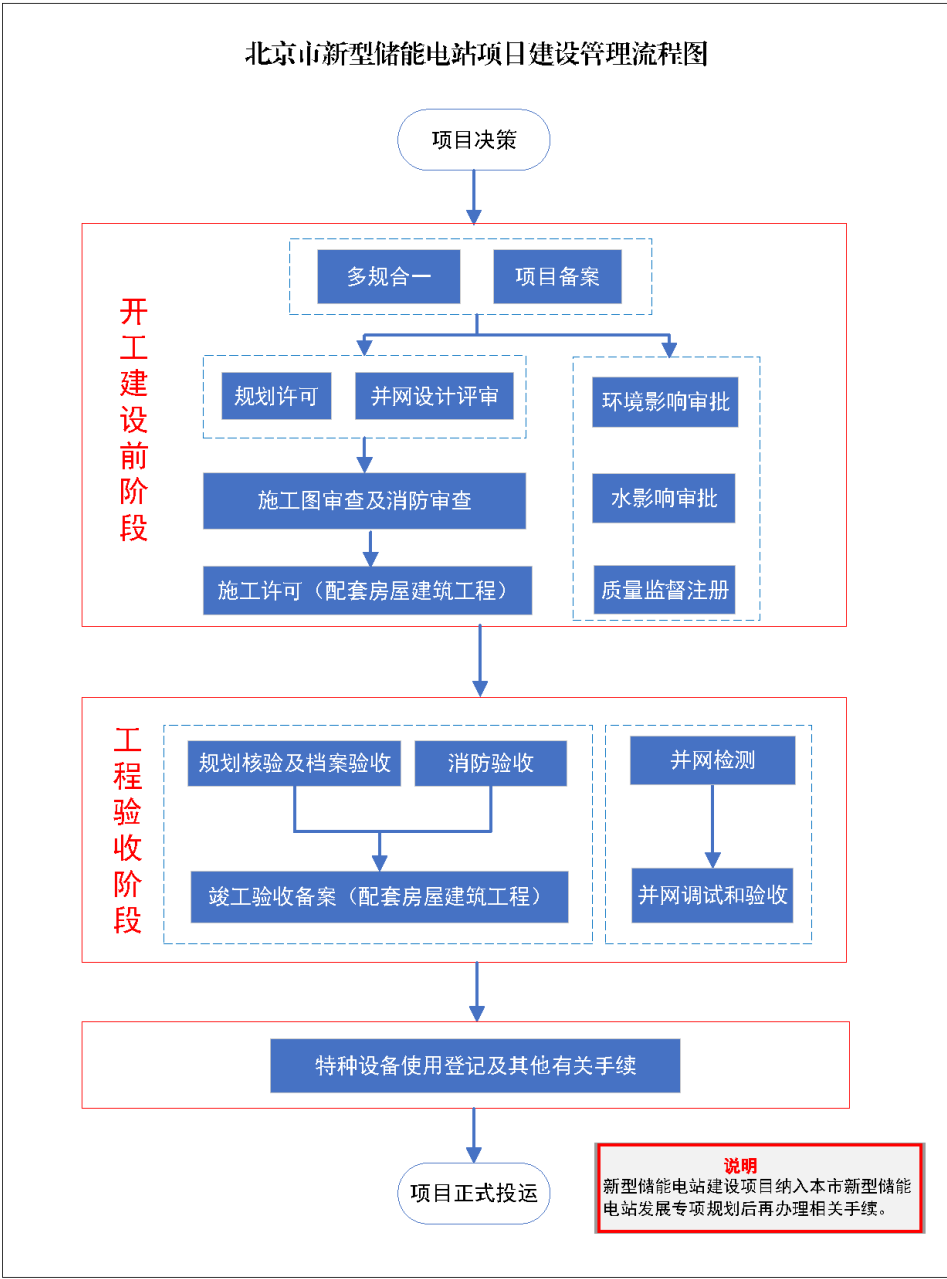 北京市新型储能电站项目建设管理流程图
项目决策
开工建设前阶段
多规合一
项目备案
规划许可
并网设计评审
环境影响审批
施工图审查及消防审查
水影响审批
施工许可（配套房屋建筑工程）
质量监督注册
工程验收阶段
规划核验及档案验收
消防验收
并网检测
竣工验收备案（配套房屋建筑工程）
并网调试和验收
特种设备使用登记及其他有关手续
项目正式投运
说明
新型储能电站建设项目纳入本市新型储能
电站发展专项规划后再办理相关手续。